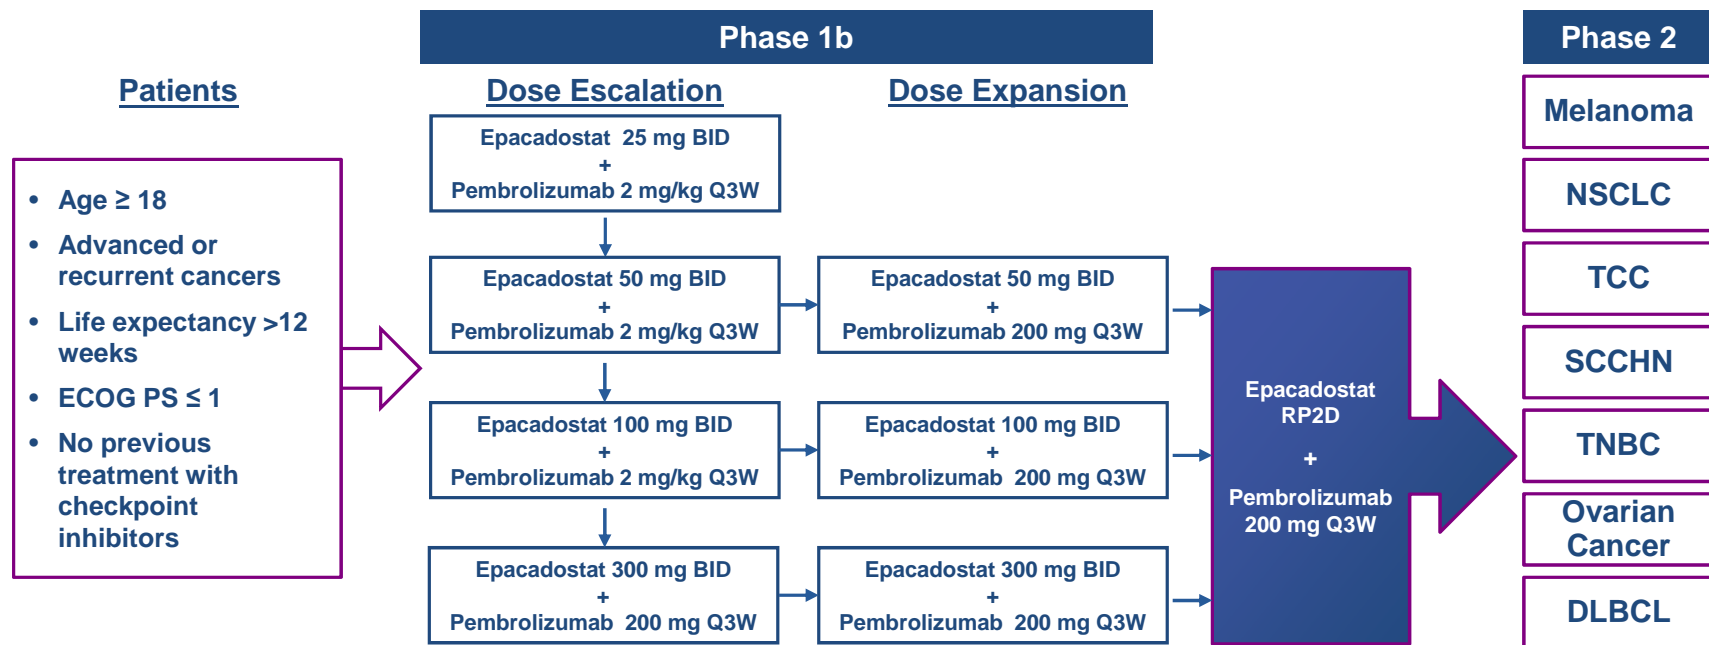 Phase 1b
Phase 2
Patients
• Age ≥ 18
• Advanced or
recurrent cancers
• Life expectancy >12
weeks
• ECOG PS ≤ 1
• No previous
treatment with
checkpoint
inhibitors
Dose Escalation
Dose Expansion
Epacadostat 25 mg BID
+
Pembrolizumab 2 mg/kg Q3W
Epacadostat 50 mg BID
+
Pembrolizumab 2 mg/kg Q3W
Epacadostat 50 mg BID
+
Pembrolizumab 200 mg Q3W
Epacadostat 100 mg BID
+
Pembrolizumab 2 mg/kg Q3W
Epacadostat 100 mg BID
+
Pembrolizumab 200 mg Q3W
Epacadostat 300 mg BID
+
Pembrolizumab 200 mg Q3W
Epacadostat 300 mg BID
+
Pembrolizumab 200 mg Q3W
Epacadostat
RP2D
+
Pembrolizumab
200 mg Q3W
Melanoma
NSCLC
TCC
SCCHN
TNBC
Ovarian
Cancer
DLBCL